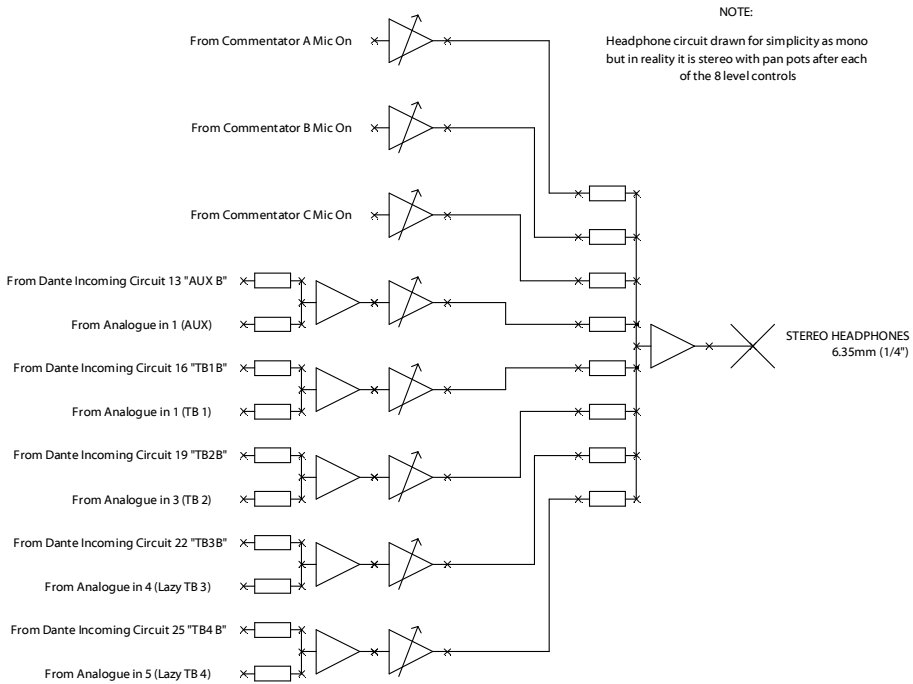 NOTE:
Headphone circuit drawn for simplicity as mono
but in reality it is stereo with pan pots after each
of the 8 level controls
From Commentator A Mic On
From Commentator B Mic On
From Commentator C Mic On
From Dante Incoming Circuit 13 "AUX B"
From Analogue in 1 (AUX)
From Dante Incoming Circuit 16 "TB1B"
From Analogue in 1 (TB 1)
From Dante Incoming Circuit 19 "TB2B"
From Analogue in 3 (TB 2)
From Dante Incoming Circuit 22 "TB3B"
From Analogue in 4 (Lazy TB 3)
From Dante Incoming Circuit 25 "TB4 B"
From Analogue in 5 (Lazy TB 4)
STEREO HEADPHONES
6.35mm (1/4")